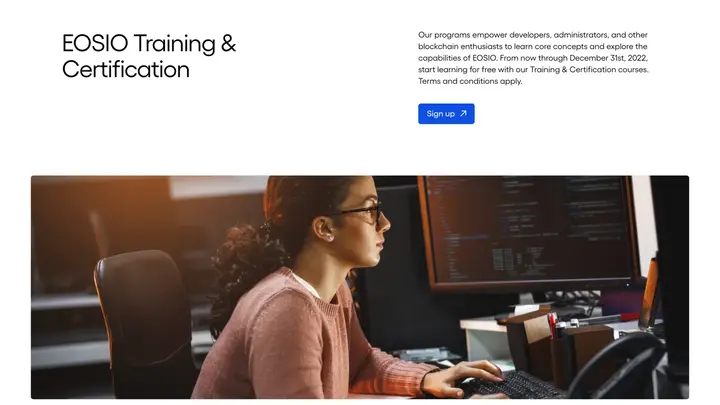 EOSIO Training &
Certification
Our programs empower developers, administrators, and other
blockchain enthusiasts to learn core concepts and explore the
capabilities of EOSIO. From now through December 31st, 2022,
start learning for free with our Training & Certification courses.
Terms and conditions apply.
Sign up